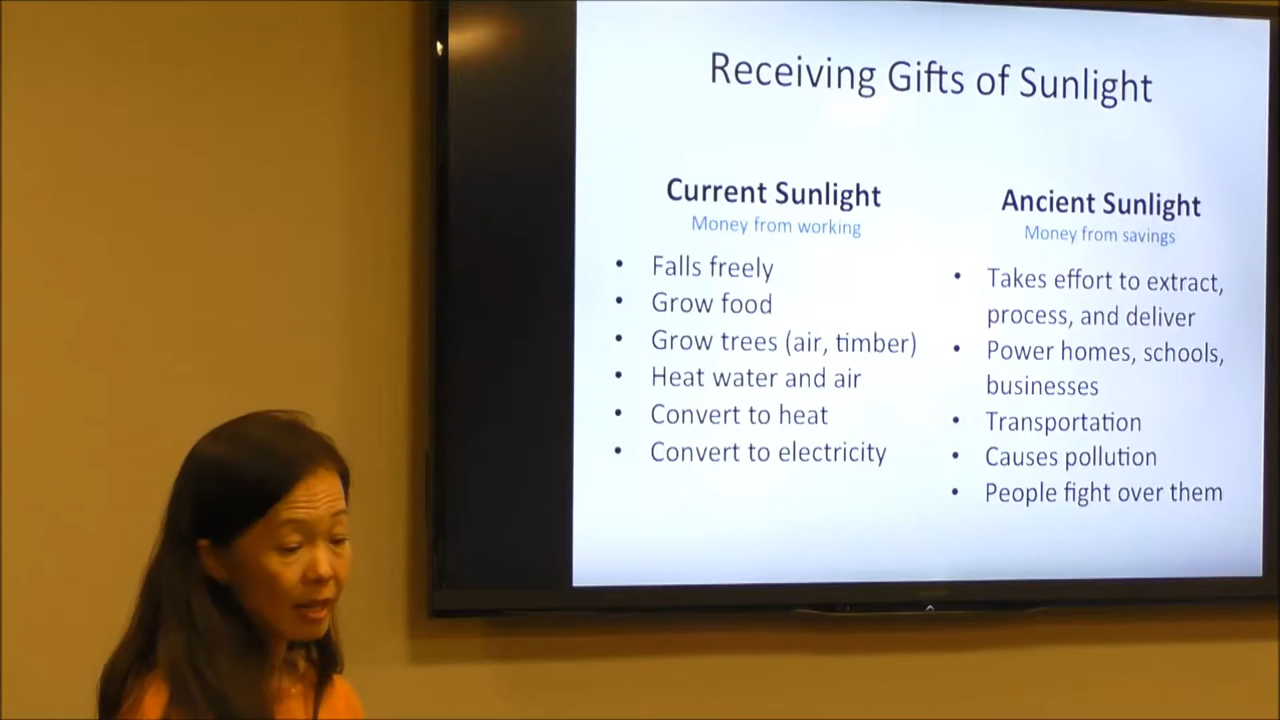 Receiving Gifts of Sunlight
Current Sunlight
Money from working
• Falls freely
• Grow food
• Grow trees (air, timber)
• Heat water and air
• Convert to heat
• Convert to electricity
Ancient Sunlight
Money from savings
• Takes effort to extract,
process, and deliver
• Power homes, schools,
businesses
• Transportation
• Causes pollution
• People fight over them